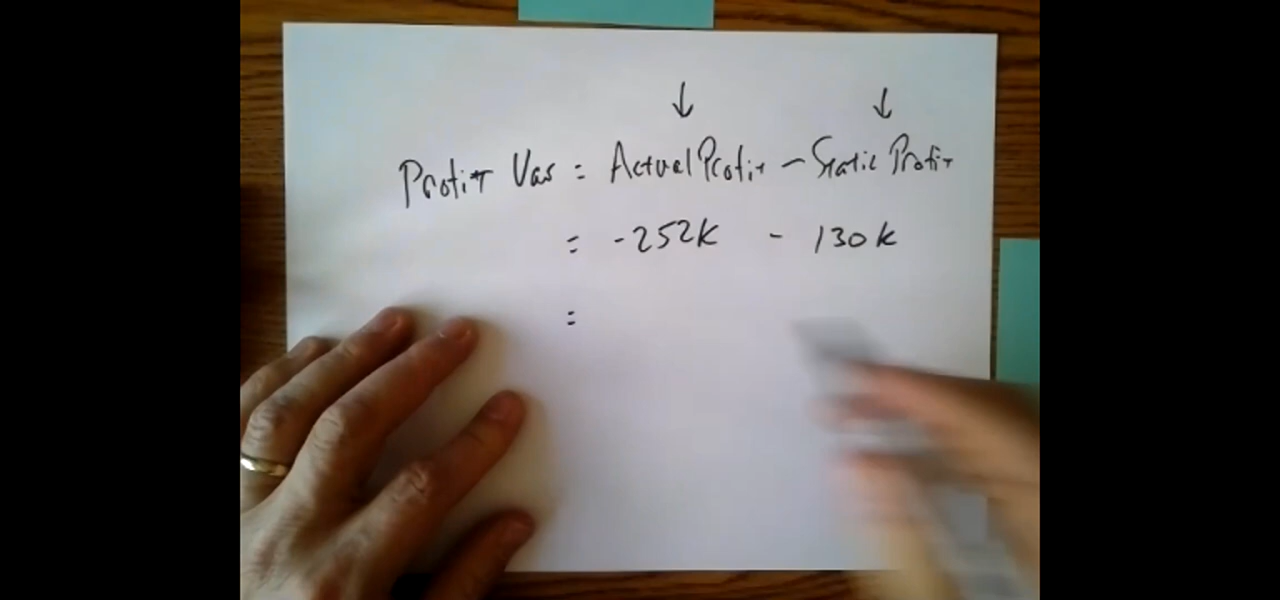 ↓ ↓
Profit Var = Actual Profit - Static Profit
= -252k - 130k
=